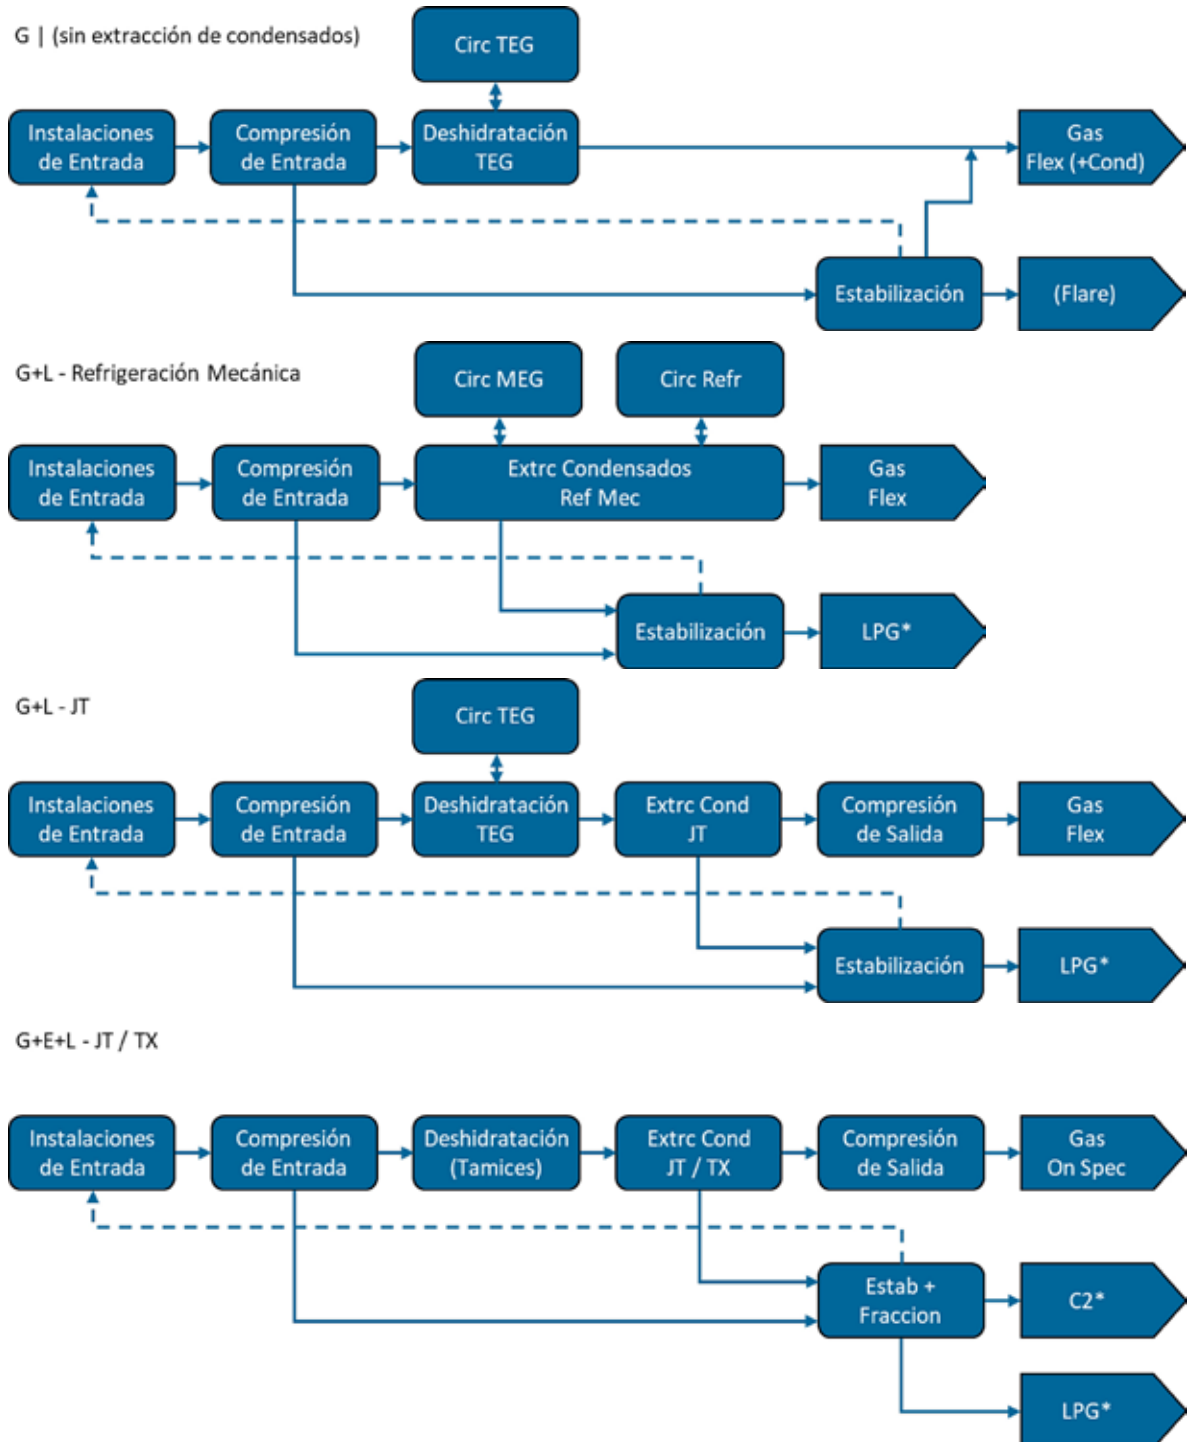 G | (sin extracción de condensados)
Circ TEG
Instalaciones
de Entrada
Compresión
de Entrada
Deshidratación
TEG
Gas
Flex (+Cond)
Estabilización
(Flare)
G+L - Refrigeración Mecánica
Circ MEG
Circ Refr
Instalaciones
de Entrada
Compresión
de Entrada
Extrc Condensados
Ref Mec
Gas
Flex
Estabilización
LPG*
G+L - JT
Circ TEG
Instalaciones
de Entrada
Compresión
de Entrada
Deshidratación
TEG
Extrc Cond
JT
Compresión
de Salida
Gas
Flex
Estabilización
LPG*
G+E+L - JT / TX
Instalaciones
de Entrada
Compresión
de Entrada
Deshidratación
(Tamices)
Extrc Cond
JT / TX
Compresión
de Salida
Gas
On Spec
Estab +
Fraccion
C2*
LPG*